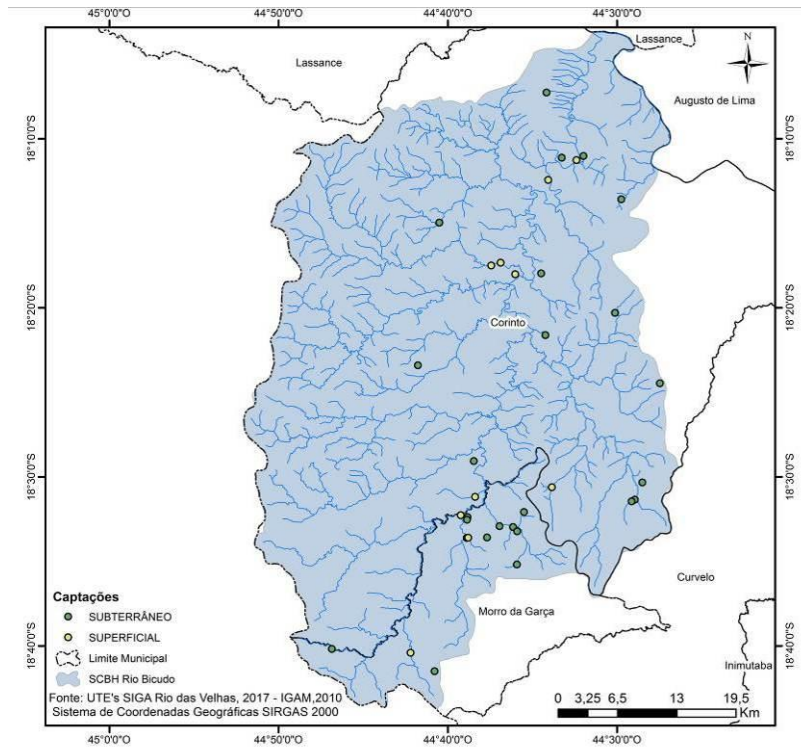 45°0'0"O 44°50'0"O 44°40'0"O 44°30'0"O
Lassance
Lassance
N
Augusto de Lima
18°10'0"S
18°10'0"S
18°20'0"S
18°20'0"S
Corinto
18°30'0"S
18°30'0"S
Captações
SUBTERRÂNEO
SUPERFICIAL
Limite Municipal
SCBH Rio Bicudo
Curvelo
Morro da Garça
18°40'0"S
18°40'0"S
Inimutaba
Fonte: UTE's SIGA Rio das Velhas, 2017 - IGAM,2010
Sistema de Coordenadas Geográficas SIRGAS 2000
0 3,25 6,5 13 19,5
Km
45°0'0"O 44°50'0"O 44°40'0"O 44°30'0"O